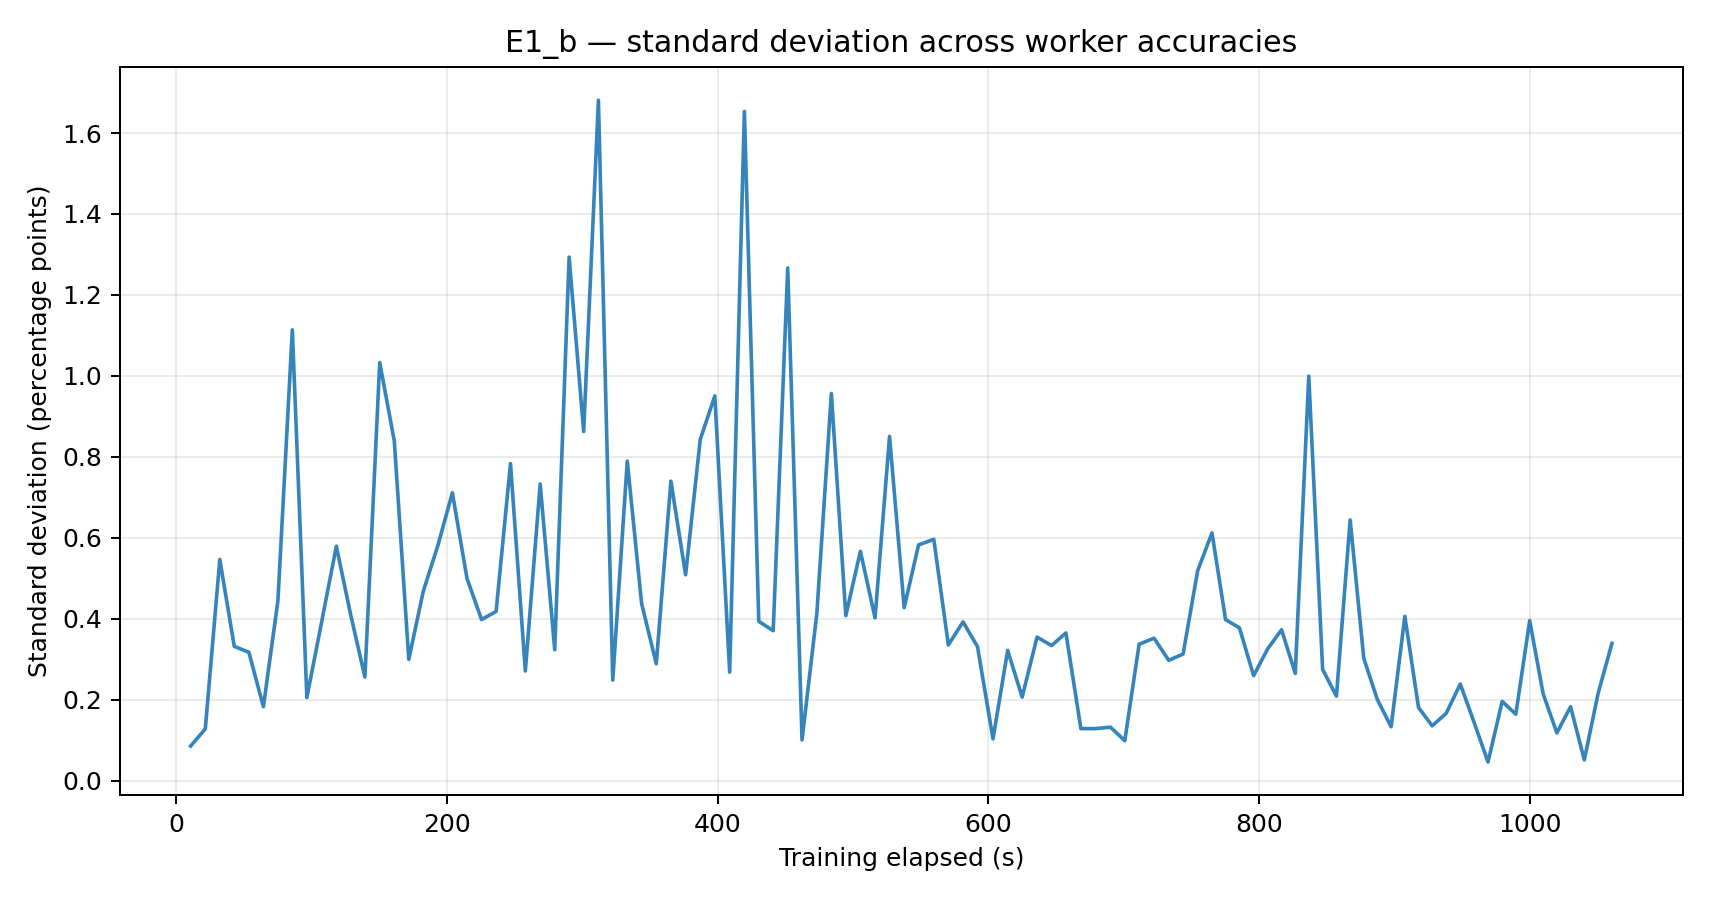 E1_b — standard deviation across worker accuracies
Standard deviation (percentage points)
1.6
1.4
1.2
1.0
0.8
0.6
0.4
0.2
0.0
0 200 400 600 800 1000
Training elapsed (s)